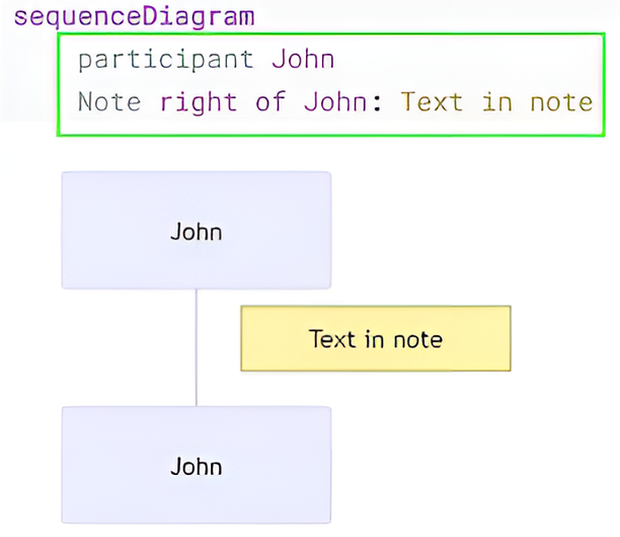 sequenceDiagram
participant John
Note right of John: Text in note
John
Text in note
John